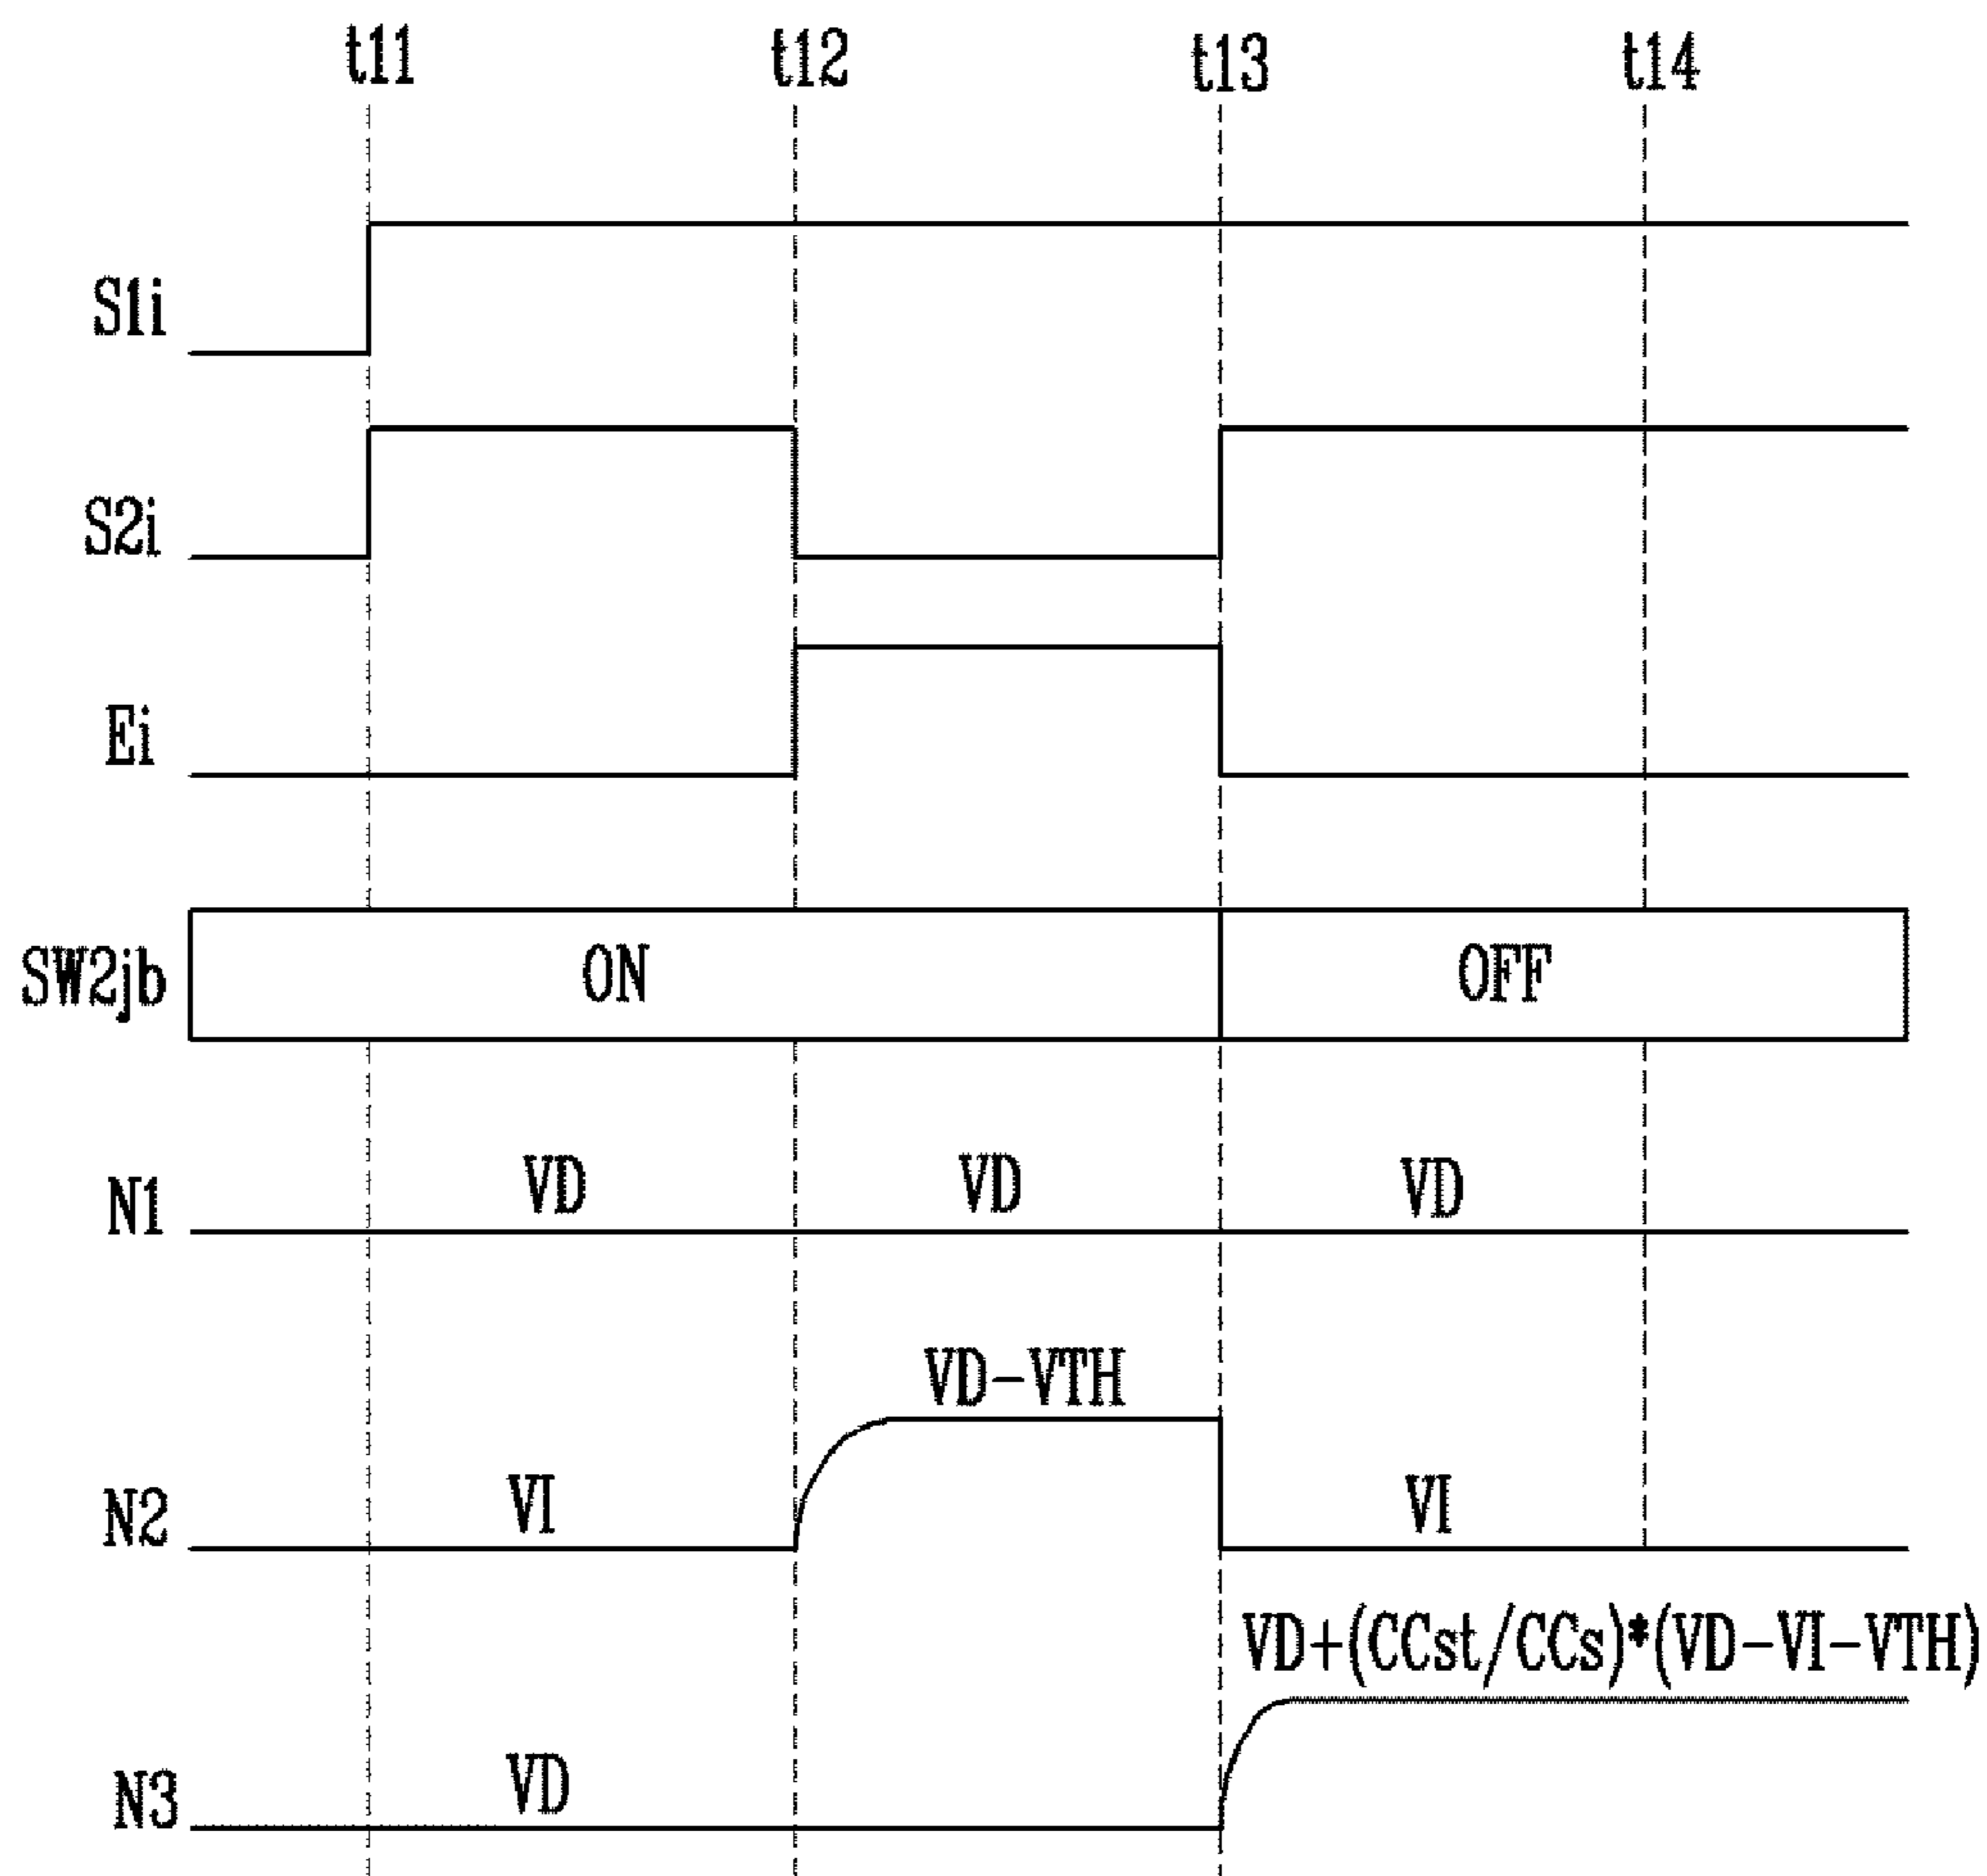 t11 t12 t13 t14
S1i
S2i
Ei
SW2jb ON OFF
N1 VD VD VD
VD-VTH
N2 VI VI
VD+(CCst/CCs)*(VD-VI-VTH)
N3 VD